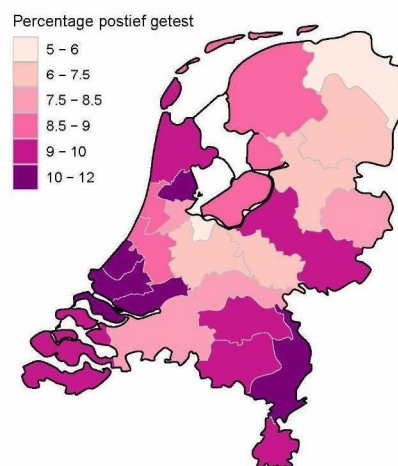 Percentage postief getest
5 – 6
6 – 7.5
7.5 – 8.5
8.5 – 9
9 – 10
10 – 12